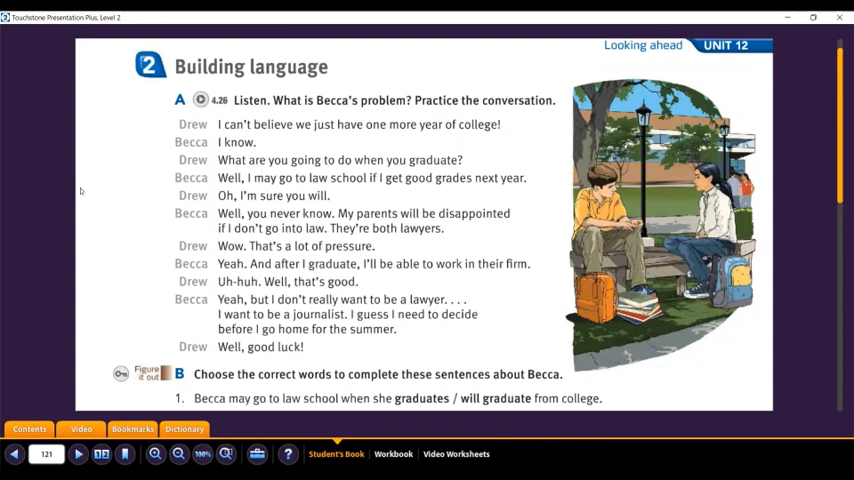 Touchstone Presentation Plus, Level 2
Looking ahead UNIT 12
2 Building language
A 4.26 Listen. What is Becca's problem? Practice the conversation.
Drew I can't believe we just have one more year of college!
Becca I know.
Drew What are you going to do when you graduate?
Becca Well, I may go to law school if I get good grades next year.
Drew Oh, I'm sure you will.
Becca Well, you never know. My parents will be disappointed
if I don't go into law. They're both lawyers.
Drew Wow. That's a lot of pressure.
Becca Yeah. And after I graduate, I'll be able to work in their firm.
Drew Uh-huh. Well, that's good.
Becca Yeah, but I don't really want to be a lawyer. . . .
I want to be a journalist. I guess I need to decide
before I go home for the summer.
Drew Well, good luck!
Figure
it out
B Choose the correct words to complete these sentences about Becca.
1. Becca may go to law school when she graduates / will graduate from college.
Contents Video Bookmarks Dictionary
121 1 2 100% ? Student's Book Workbook Video Worksheets